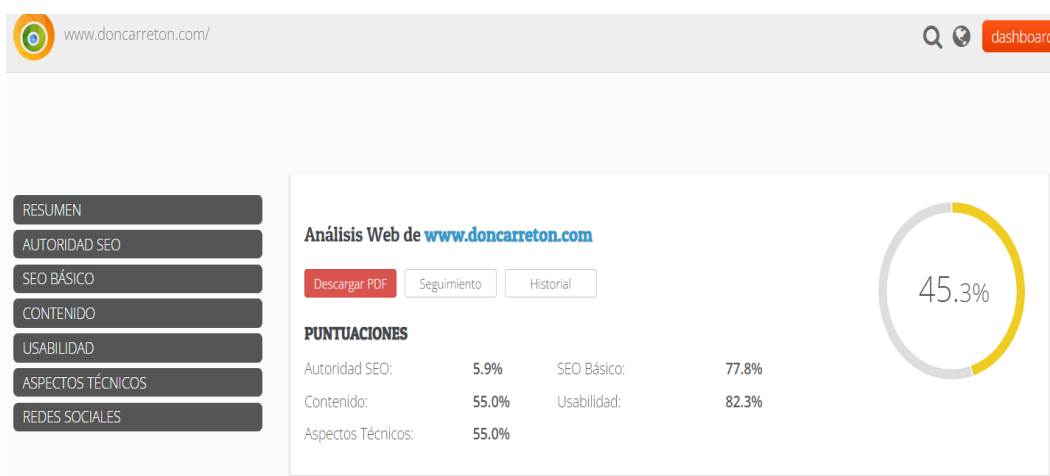 www.doncarreton.com/
dashboard
RESUMEN
AUTORIDAD SEO
SEO BÁSICO
CONTENIDO
USABILIDAD
ASPECTOS TÉCNICOS
REDES SOCIALES
Análisis Web de www.doncarreton.com
Descargar PDF Seguimiento Historial
PUNTUACIONES
Autoridad SEO: 5.9% SEO Básico: 77.8%
Contenido: 55.0% Usabilidad: 82.3%
Aspectos Técnicos: 55.0%
45.3%